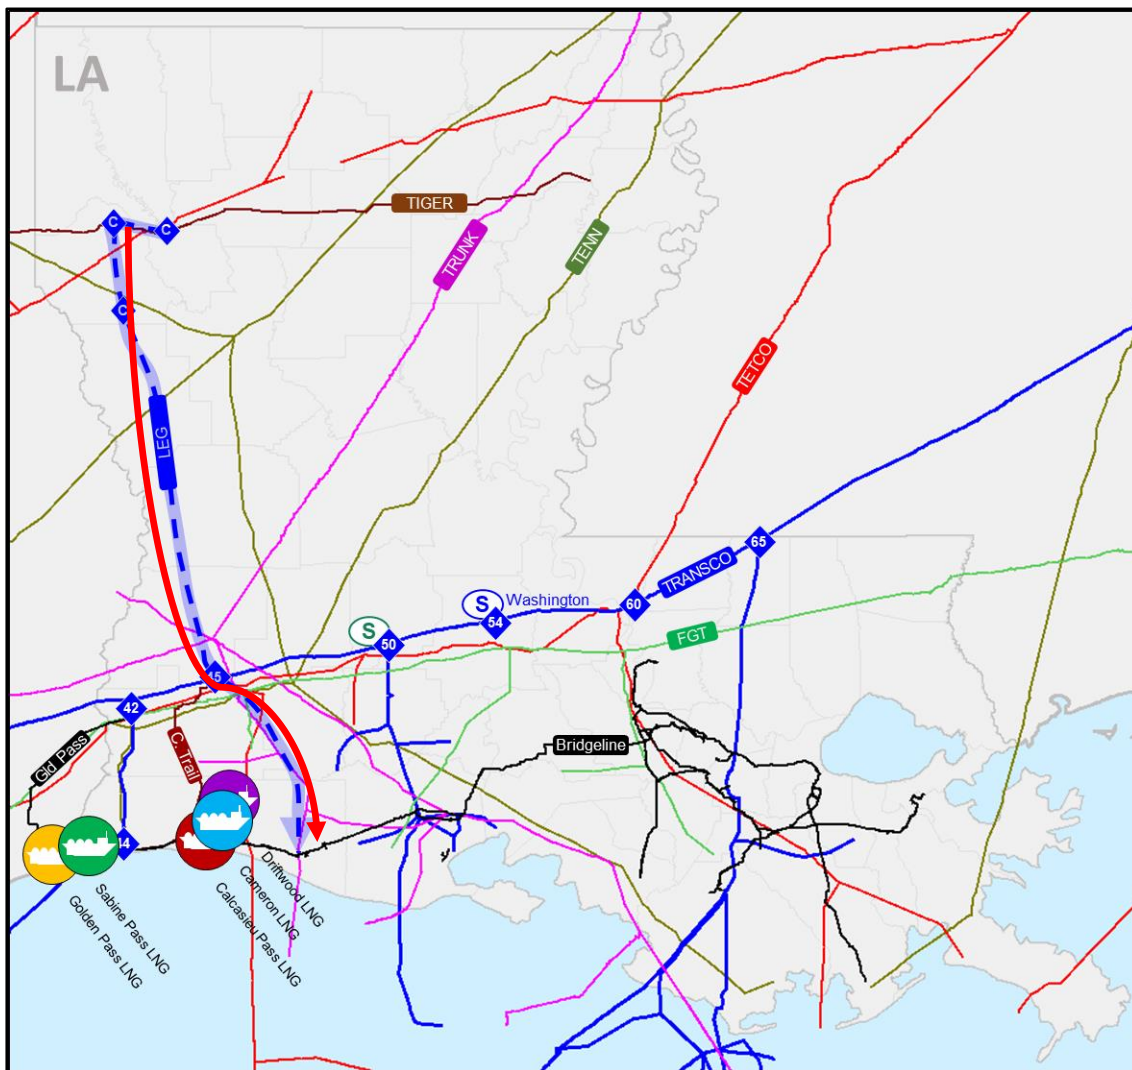 LA
TIGER
C
C
C
TRUNK
TENN
TETCO
LEG
65
TRANSCO
60
S
Washington
54
S
50
FGT
45
42
Gld Pass
C. Trail
Bridgeline
44
Driftwood LNG
Cameron LNG
Calcasieu Pass LNG
Sabine Pass LNG
Golden Pass LNG